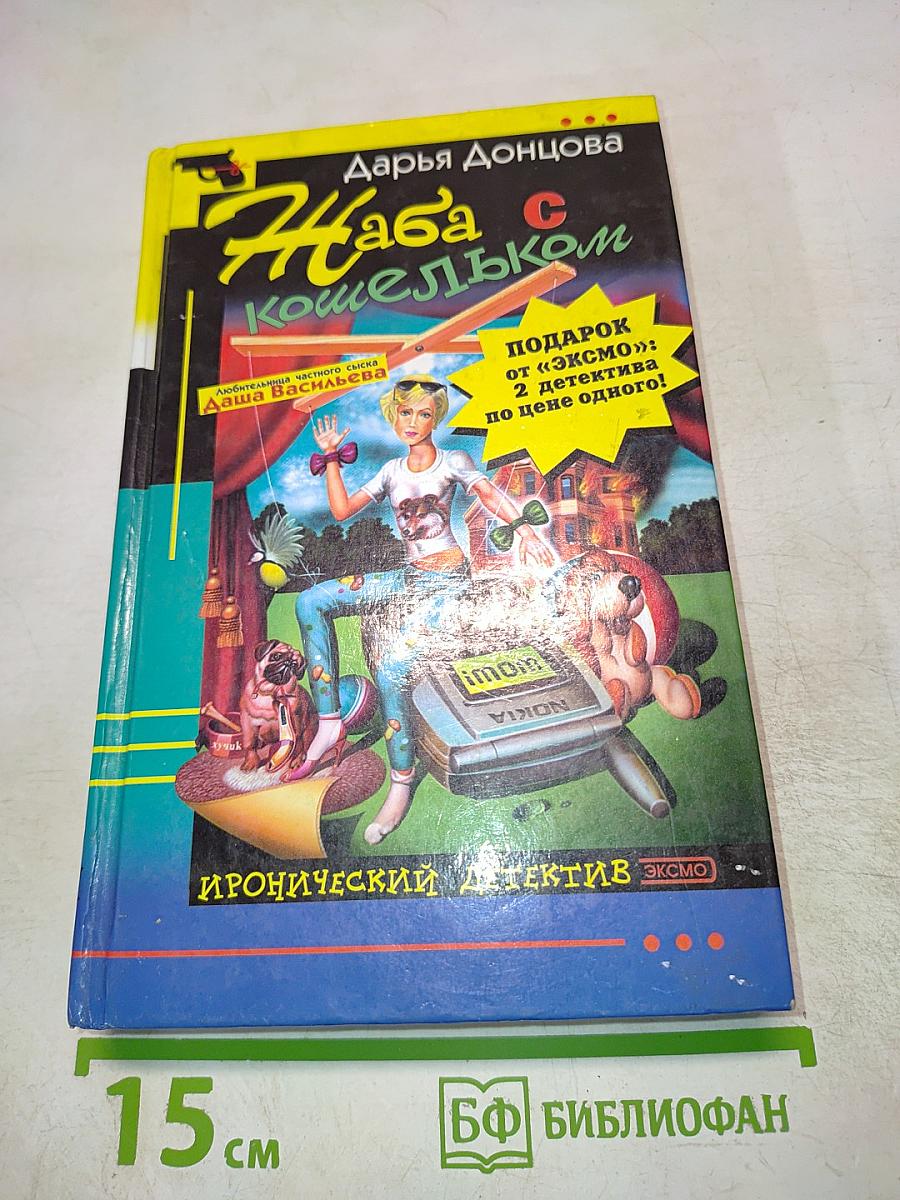 Дарья Донцова
Жаба с
кошельком
ПОДАРОК
от «ЭКСМО»:
2 детектива
по цене одного!
Любительница частного сыска
Даша Васильева
WOW!
NOKIA
хучик
ИРОНИЧЕСКИЙ ДЕТЕКТИВ ЭКСМО
15 см
БФ БИБЛИОФАН